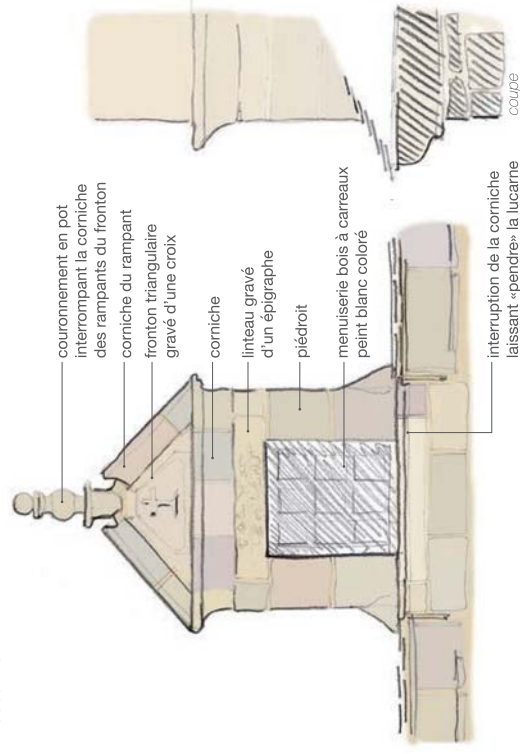 couronnement en pot
interrompant la corniche
des rampants du fronton
corniche du rampant
fronton triangulaire
gravé d'une croix
corniche
linteau gravé
d'un épigraphe
piédroit
menuiserie bois à carreaux
peint blanc coloré
interruption de la corniche
laissant «pendre» la lucarne
coupe